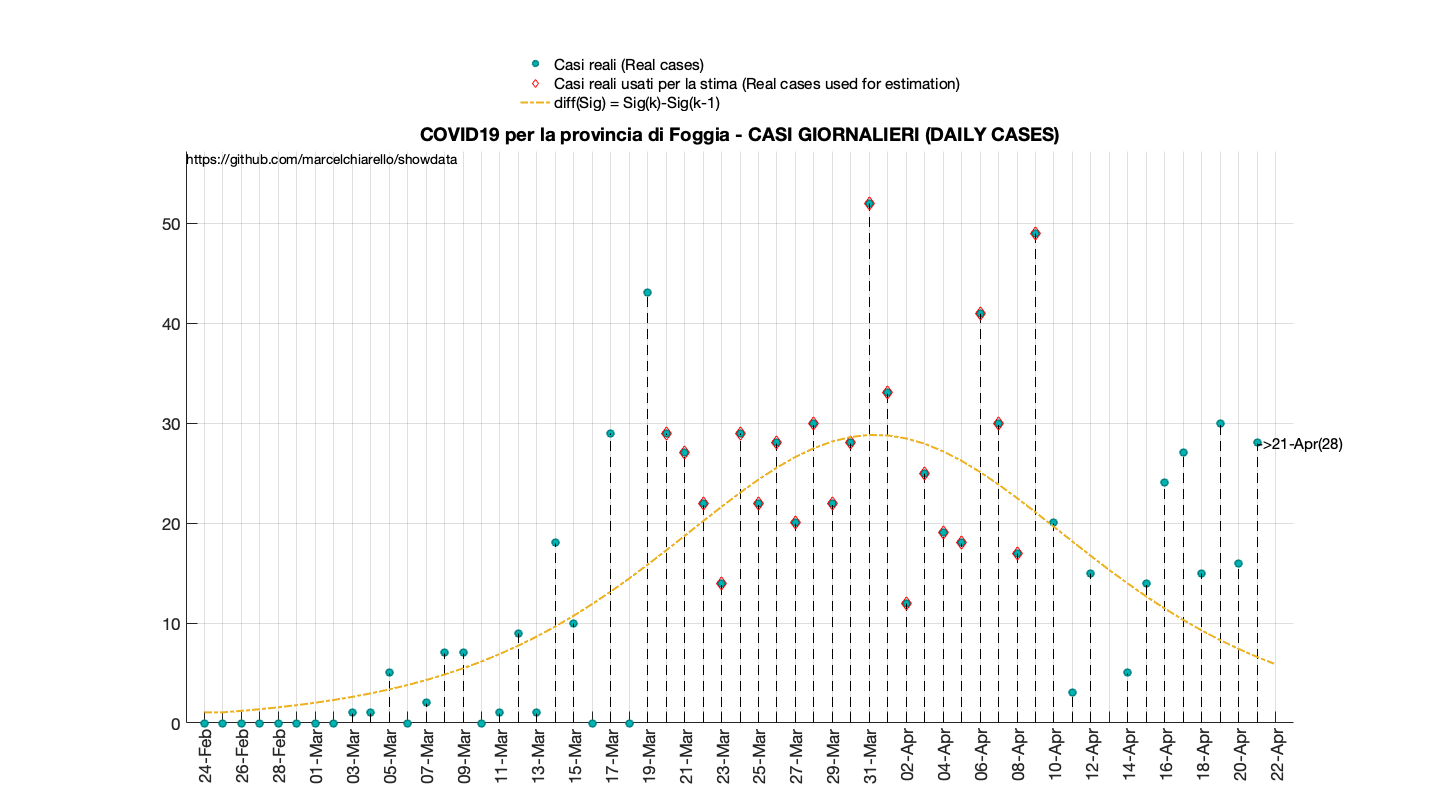 Casi reali (Real cases)
Casi reali usati per la stima (Real cases used for estimation)
diff(Sig) = Sig(k)-Sig(k-1)
COVID19 per la provincia di Foggia - CASI GIORNALIERI (DAILY CASES)
https://github.com/marcelchiarello/showdata
50
40
30
20
10
0
->21-Apr(28)
24-Feb
26-Feb
28-Feb
01-Mar
03-Mar
05-Mar
07-Mar
09-Mar
11-Mar
13-Mar
15-Mar
17-Mar
19-Mar
21-Mar
23-Mar
25-Mar
27-Mar
29-Mar
31-Mar
02-Apr
04-Apr
06-Apr
08-Apr
10-Apr
12-Apr
14-Apr
16-Apr
18-Apr
20-Apr
22-Apr